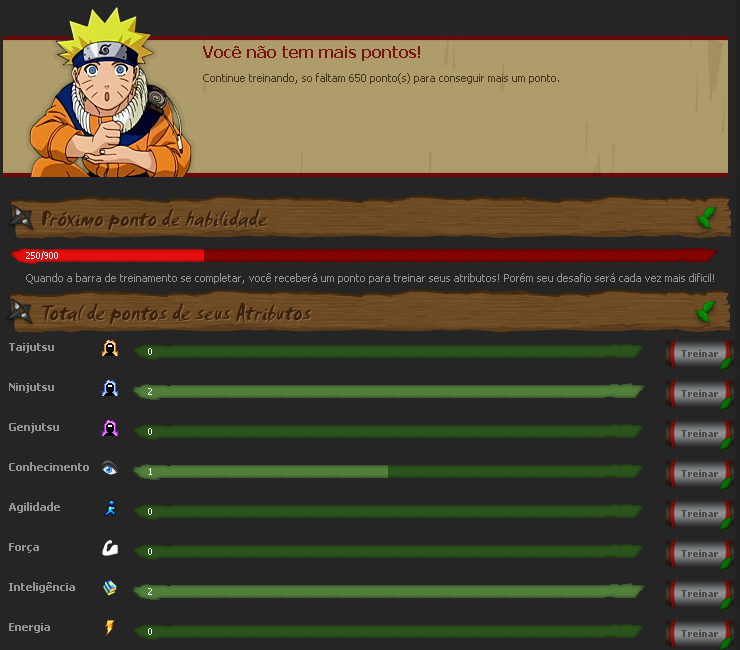 Você não tem mais pontos!
Continue treinando, so faltam 650 ponto(s) para conseguir mais um ponto.
Próximo ponto de habilidade
250/900
Quando a barra de treinamento se completar, você receberá um ponto para treinar seus atributos! Porém seu desafio será cada vez mais dificil!
Total de pontos de seus Atributos
Taijutsu 0 Treinar
Ninjutsu 2 Treinar
Genjutsu 0 Treinar
Conhecimento 1 Treinar
Agilidade 0 Treinar
Força 0 Treinar
Inteligência 2 Treinar
Energia 0 Treinar